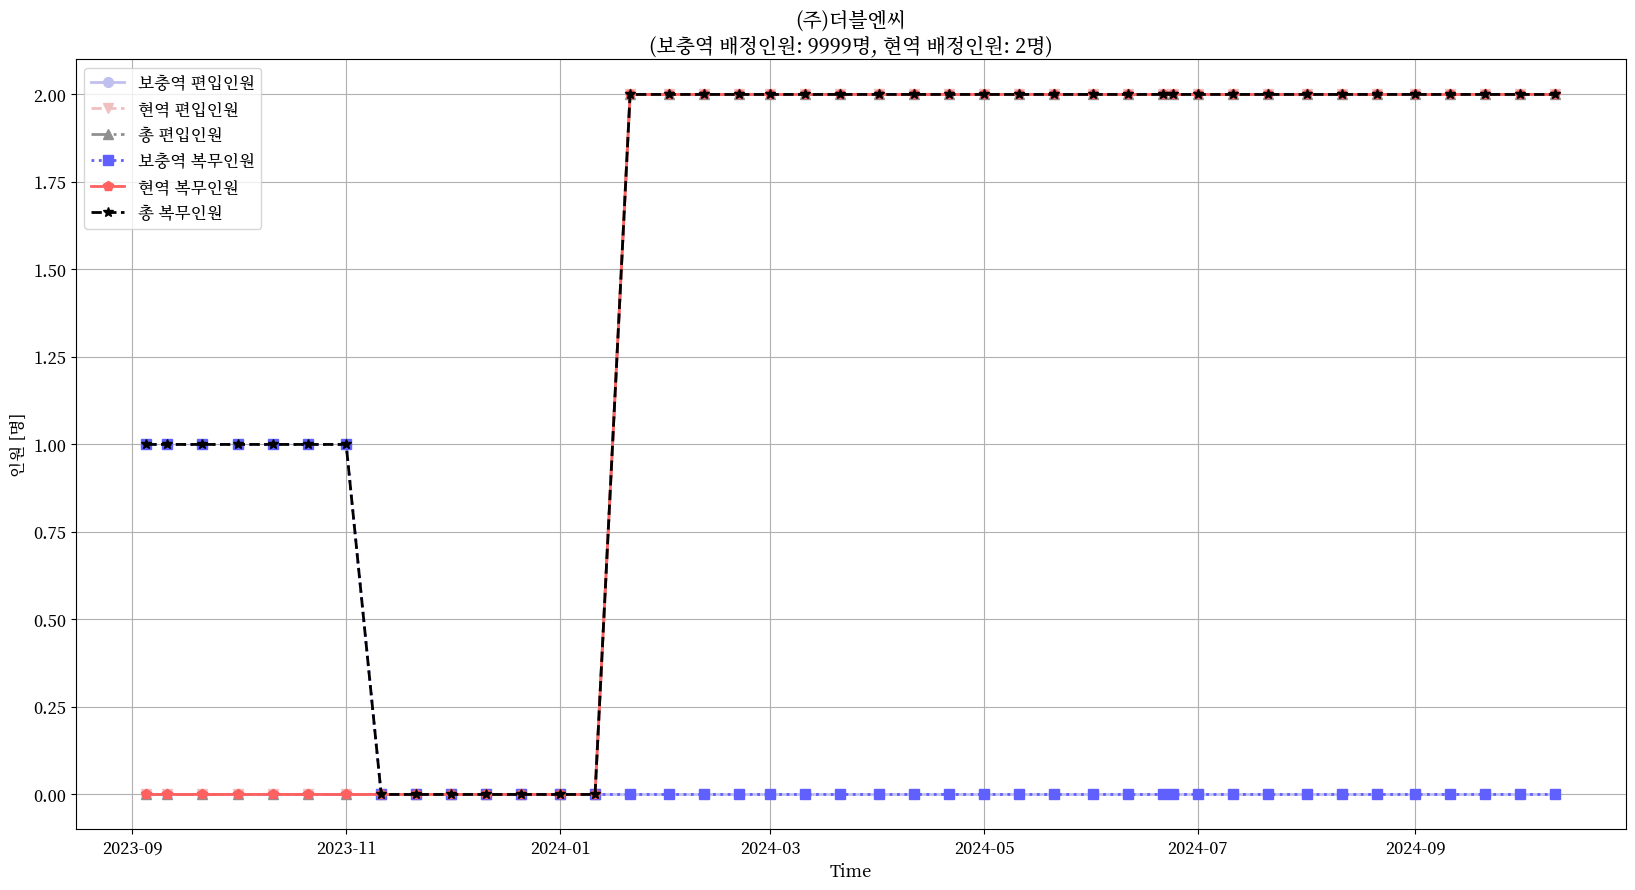 (주)더블엔씨
(보충역 배정인원: 9999명, 현역 배정인원: 2명)
보충역 편입인원
현역 편입인원
총 편입인원
보충역 복무인원
현역 복무인원
총 복무인원
2.00
1.75
1.50
1.25
1.00
0.75
0.50
0.25
0.00
인원 [명]
2023-09
2023-11
2024-01
2024-03
2024-05
2024-07
2024-09
Time